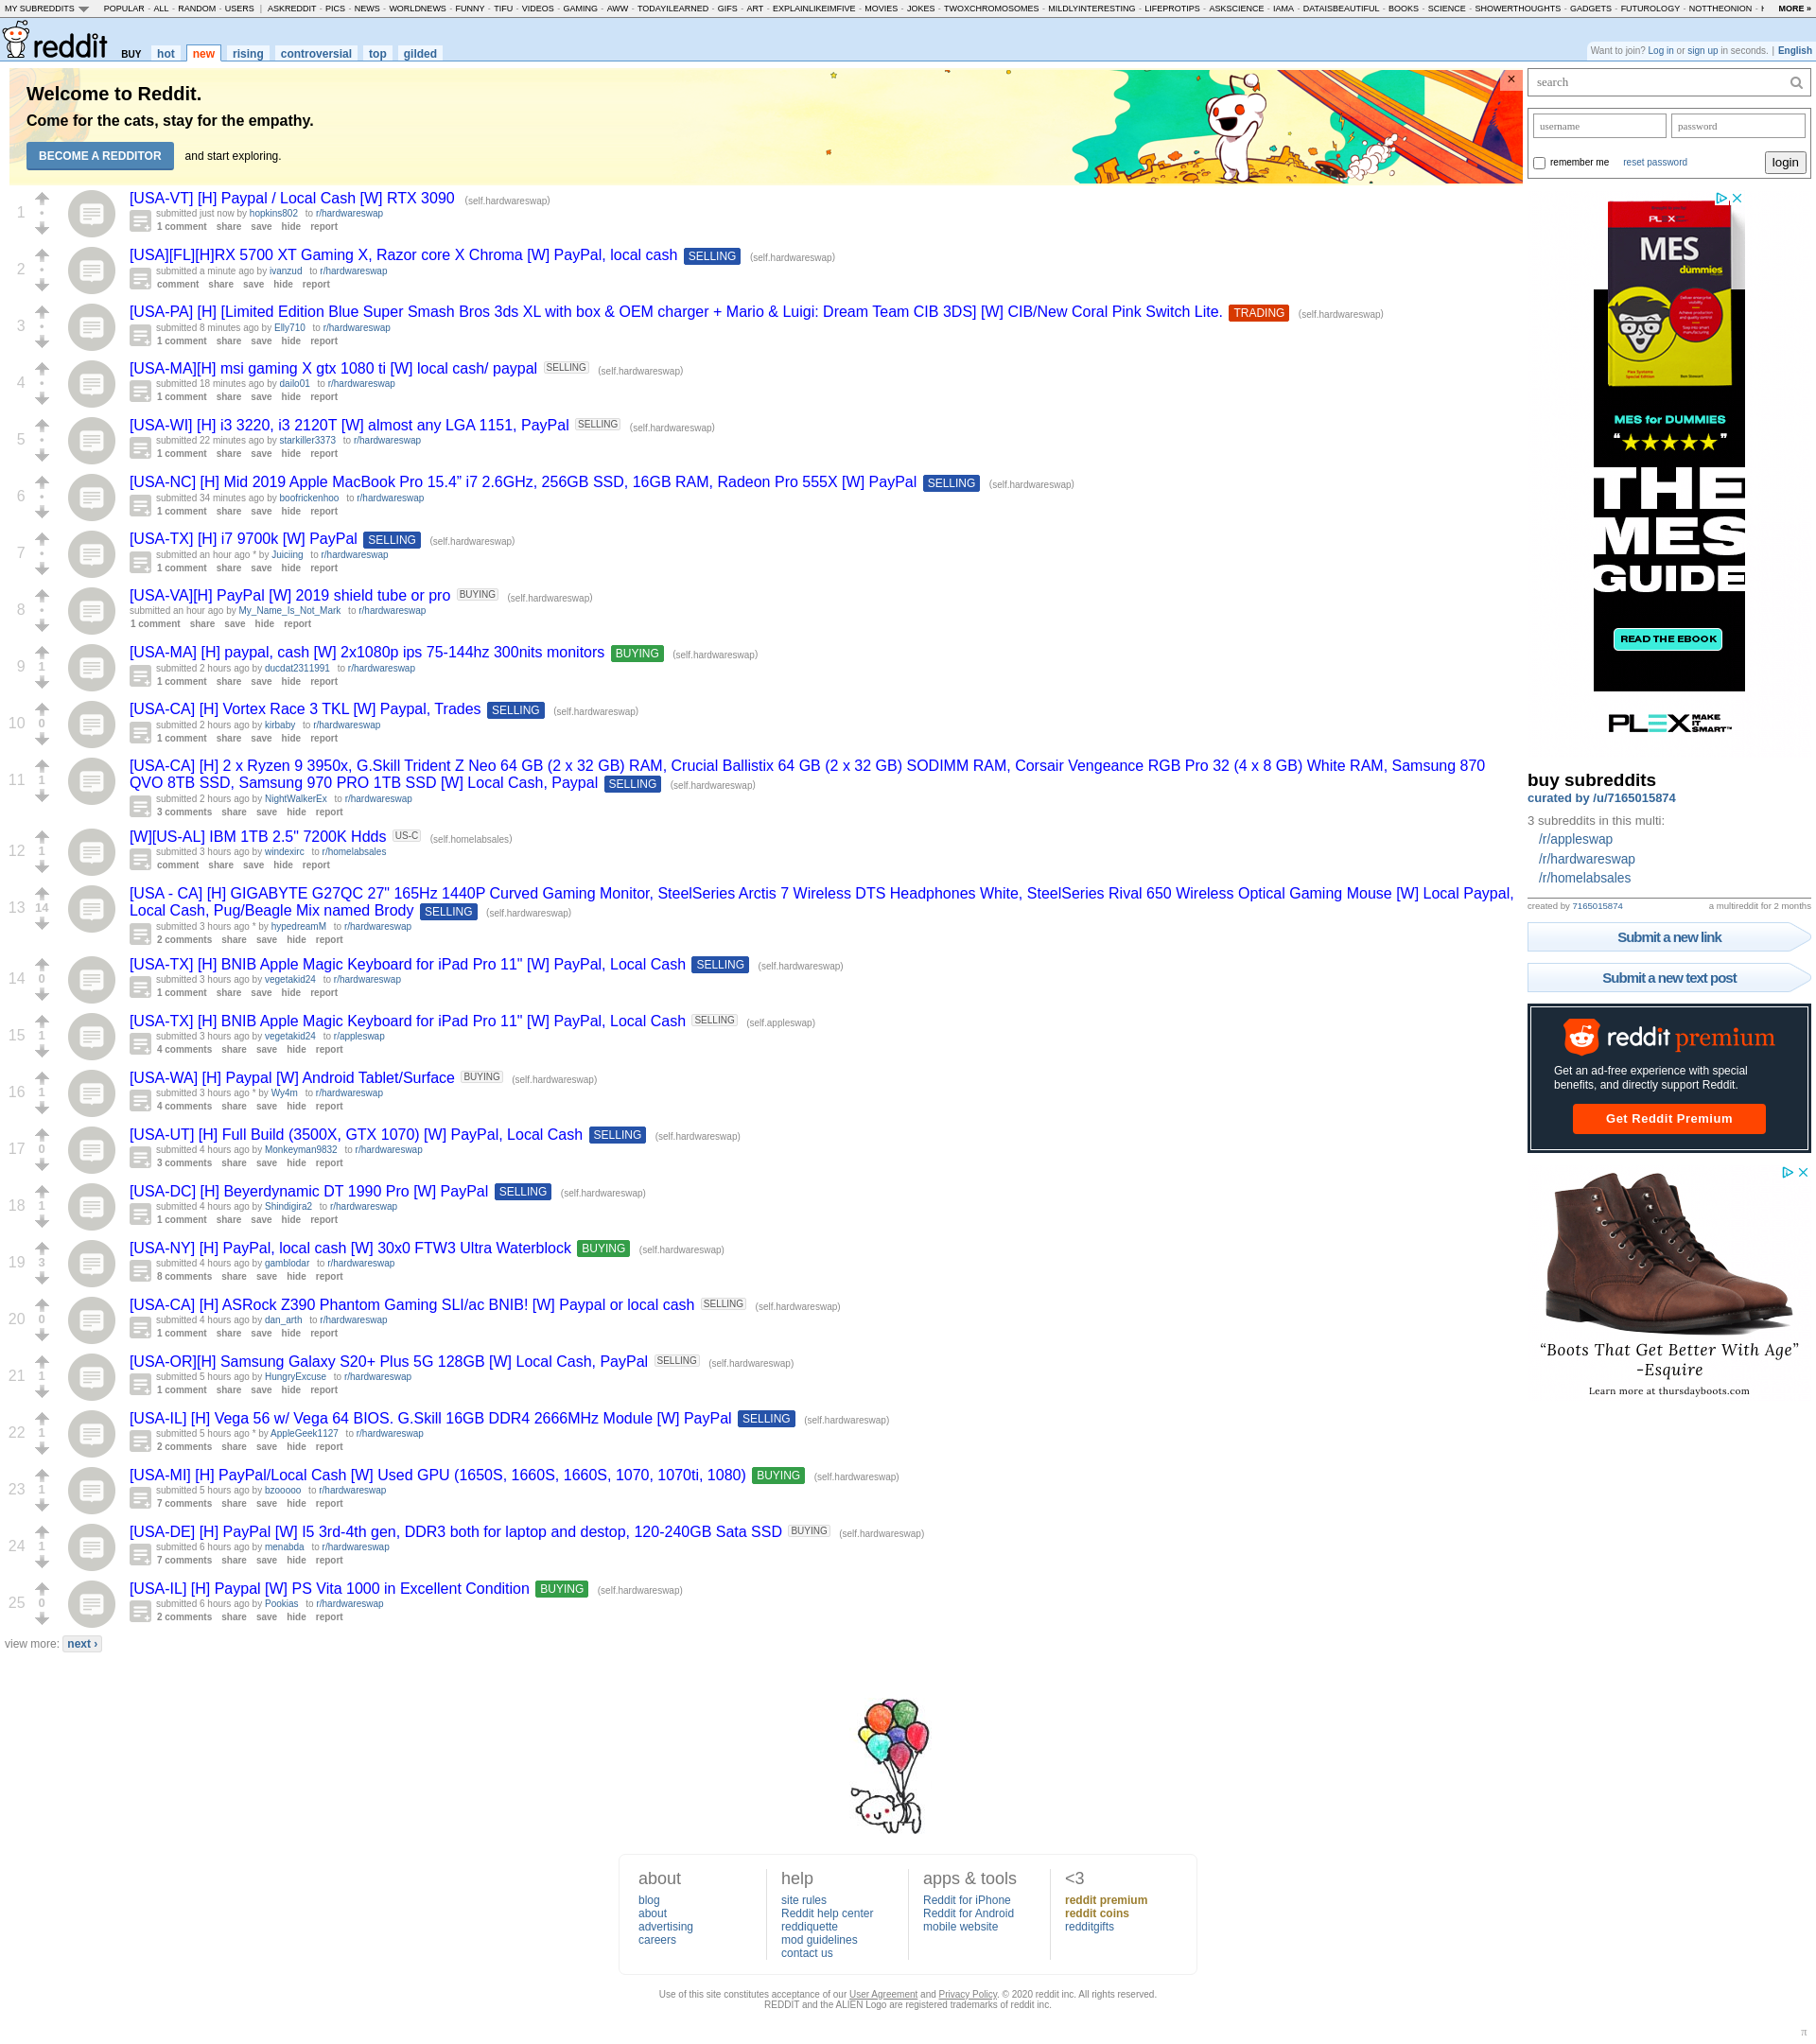 MY SUBREDDITS POPULAR - ALL - RANDOM - USERS | ASKREDDIT - PICS - NEWS - WORLDNEWS - FUNNY - TIFU - VIDEOS - GAMING - AWW - TODAYILEARNED - GIFS - ART - EXPLAINLIKEIMFIVE - MOVIES - JOKES - TWOXCHROMOSOMES - MILDLYINTERESTING - LIFEPROTIPS - ASKSCIENCE - IAMA - DATAISBEAUTIFUL - BOOKS - SCIENCE - SHOWERTHOUGHTS - GADGETS - FUTUROLOGY - NOTTHEONION - MORE »
reddit BUY hot new rising controversial top gilded
Want to join? Log in or sign up in seconds. | English
Welcome to Reddit.
Come for the cats, stay for the empathy.
BECOME A REDDITOR and start exploring.
1 [USA-VT] [H] Paypal / Local Cash [W] RTX 3090 (self.hardwareswap)
submitted just now by hopkins802 to r/hardwareswap
1 comment share save hide report
2 [USA][FL][H]RX 5700 XT Gaming X, Razor core X Chroma [W] PayPal, local cash SELLING (self.hardwareswap)
submitted a minute ago by ivanzud to r/hardwareswap
comment share save hide report
3 [USA-PA] [H] [Limited Edition Blue Super Smash Bros 3ds XL with box & OEM charger + Mario & Luigi: Dream Team CIB 3DS] [W] CIB/New Coral Pink Switch Lite. TRADING (self.hardwareswap)
submitted 8 minutes ago by Elly710 to r/hardwareswap
1 comment share save hide report
4 [USA-MA][H] msi gaming X gtx 1080 ti [W] local cash/ paypal SELLING (self.hardwareswap)
submitted 18 minutes ago by dailo01 to r/hardwareswap
1 comment share save hide report
5 [USA-WI] [H] i3 3220, i3 2120T [W] almost any LGA 1151, PayPal SELLING (self.hardwareswap)
submitted 22 minutes ago by starkiller3373 to r/hardwareswap
1 comment share save hide report
6 [USA-NC] [H] Mid 2019 Apple MacBook Pro 15.4” i7 2.6GHz, 256GB SSD, 16GB RAM, Radeon Pro 555X [W] PayPal SELLING (self.hardwareswap)
submitted 34 minutes ago by boofrickenhoo to r/hardwareswap
1 comment share save hide report
7 [USA-TX] [H] i7 9700k [W] PayPal SELLING (self.hardwareswap)
submitted an hour ago * by Juiciing to r/hardwareswap
1 comment share save hide report
8 [USA-VA][H] PayPal [W] 2019 shield tube or pro BUYING (self.hardwareswap)
submitted an hour ago by My_Name_Is_Not_Mark to r/hardwareswap
1 comment share save hide report
9 1 [USA-MA] [H] paypal, cash [W] 2x1080p ips 75-144hz 300nits monitors BUYING (self.hardwareswap)
submitted 2 hours ago by ducdat2311991 to r/hardwareswap
1 comment share save hide report
10 0 [USA-CA] [H] Vortex Race 3 TKL [W] Paypal, Trades SELLING (self.hardwareswap)
submitted 2 hours ago by kirbaby to r/hardwareswap
1 comment share save hide report
11 1 [USA-CA] [H] 2 x Ryzen 9 3950x, G.Skill Trident Z Neo 64 GB (2 x 32 GB) RAM, Crucial Ballistix 64 GB (2 x 32 GB) SODIMM RAM, Corsair Vengeance RGB Pro 32 (4 x 8 GB) White RAM, Samsung 870
QVO 8TB SSD, Samsung 970 PRO 1TB SSD [W] Local Cash, Paypal SELLING (self.hardwareswap)
submitted 2 hours ago by NightWalkerEx to r/hardwareswap
3 comments share save hide report
12 1 [W][US-AL] IBM 1TB 2.5" 7200K Hdds US-C (self.homelabsales)
submitted 3 hours ago by windexirc to r/homelabsales
comment share save hide report
13 14 [USA - CA] [H] GIGABYTE G27QC 27" 165Hz 1440P Curved Gaming Monitor, SteelSeries Arctis 7 Wireless DTS Headphones White, SteelSeries Rival 650 Wireless Optical Gaming Mouse [W] Local Paypal,
Local Cash, Pug/Beagle Mix named Brody SELLING (self.hardwareswap)
submitted 3 hours ago * by hypedreamM to r/hardwareswap
2 comments share save hide report
14 0 [USA-TX] [H] BNIB Apple Magic Keyboard for iPad Pro 11" [W] PayPal, Local Cash SELLING (self.hardwareswap)
submitted 3 hours ago by vegetakid24 to r/hardwareswap
1 comment share save hide report
15 1 [USA-TX] [H] BNIB Apple Magic Keyboard for iPad Pro 11" [W] PayPal, Local Cash SELLING (self.appleswap)
submitted 3 hours ago by vegetakid24 to r/appleswap
4 comments share save hide report
16 1 [USA-WA] [H] Paypal [W] Android Tablet/Surface BUYING (self.hardwareswap)
submitted 3 hours ago * by Wy4m to r/hardwareswap
4 comments share save hide report
17 0 [USA-UT] [H] Full Build (3500X, GTX 1070) [W] PayPal, Local Cash SELLING (self.hardwareswap)
submitted 4 hours ago by Monkeyman9832 to r/hardwareswap
3 comments share save hide report
18 1 [USA-DC] [H] Beyerdynamic DT 1990 Pro [W] PayPal SELLING (self.hardwareswap)
submitted 4 hours ago by Shindigira2 to r/hardwareswap
1 comment share save hide report
19 3 [USA-NY] [H] PayPal, local cash [W] 30x0 FTW3 Ultra Waterblock BUYING (self.hardwareswap)
submitted 4 hours ago by gamblodar to r/hardwareswap
8 comments share save hide report
20 0 [USA-CA] [H] ASRock Z390 Phantom Gaming SLI/ac BNIB! [W] Paypal or local cash SELLING (self.hardwareswap)
submitted 4 hours ago by dan_arth to r/hardwareswap
1 comment share save hide report
21 1 [USA-OR][H] Samsung Galaxy S20+ Plus 5G 128GB [W] Local Cash, PayPal SELLING (self.hardwareswap)
submitted 5 hours ago by HungryExcuse to r/hardwareswap
1 comment share save hide report
22 1 [USA-IL] [H] Vega 56 w/ Vega 64 BIOS. G.Skill 16GB DDR4 2666MHz Module [W] PayPal SELLING (self.hardwareswap)
submitted 5 hours ago * by AppleGeek1127 to r/hardwareswap
2 comments share save hide report
23 1 [USA-MI] [H] PayPal/Local Cash [W] Used GPU (1650S, 1660S, 1660S, 1070, 1070ti, 1080) BUYING (self.hardwareswap)
submitted 5 hours ago by bzooooo to r/hardwareswap
7 comments share save hide report
24 1 [USA-DE] [H] PayPal [W] I5 3rd-4th gen, DDR3 both for laptop and destop, 120-240GB Sata SSD BUYING (self.hardwareswap)
submitted 6 hours ago by menabda to r/hardwareswap
7 comments share save hide report
25 0 [USA-IL] [H] Paypal [W] PS Vita 1000 in Excellent Condition BUYING (self.hardwareswap)
submitted 6 hours ago by Pookias to r/hardwareswap
2 comments share save hide report
view more: next ›
search
username password
remember me reset password login
PLEX
MES
dummies
MES for DUMMIES
“★★★★★”
THE
MES
GUIDE
READ THE EBOOK
PLEX MAKE IT SMART™
buy subreddits
curated by /u/7165015874
3 subreddits in this multi:
/r/appleswap
/r/hardwareswap
/r/homelabsales
created by 7165015874 a multireddit for 2 months
Submit a new link
Submit a new text post
reddit premium
Get an ad-free experience with special
benefits, and directly support Reddit.
Get Reddit Premium
“Boots That Get Better With Age”
-Esquire
Learn more at thursdayboots.com
about
blog
about
advertising
careers
help
site rules
Reddit help center
reddiquette
mod guidelines
contact us
apps & tools
Reddit for iPhone
Reddit for Android
mobile website
<3
reddit premium
reddit coins
redditgifts
Use of this site constitutes acceptance of our User Agreement and Privacy Policy. © 2020 reddit inc. All rights reserved.
REDDIT and the ALIEN Logo are registered trademarks of reddit inc.
π